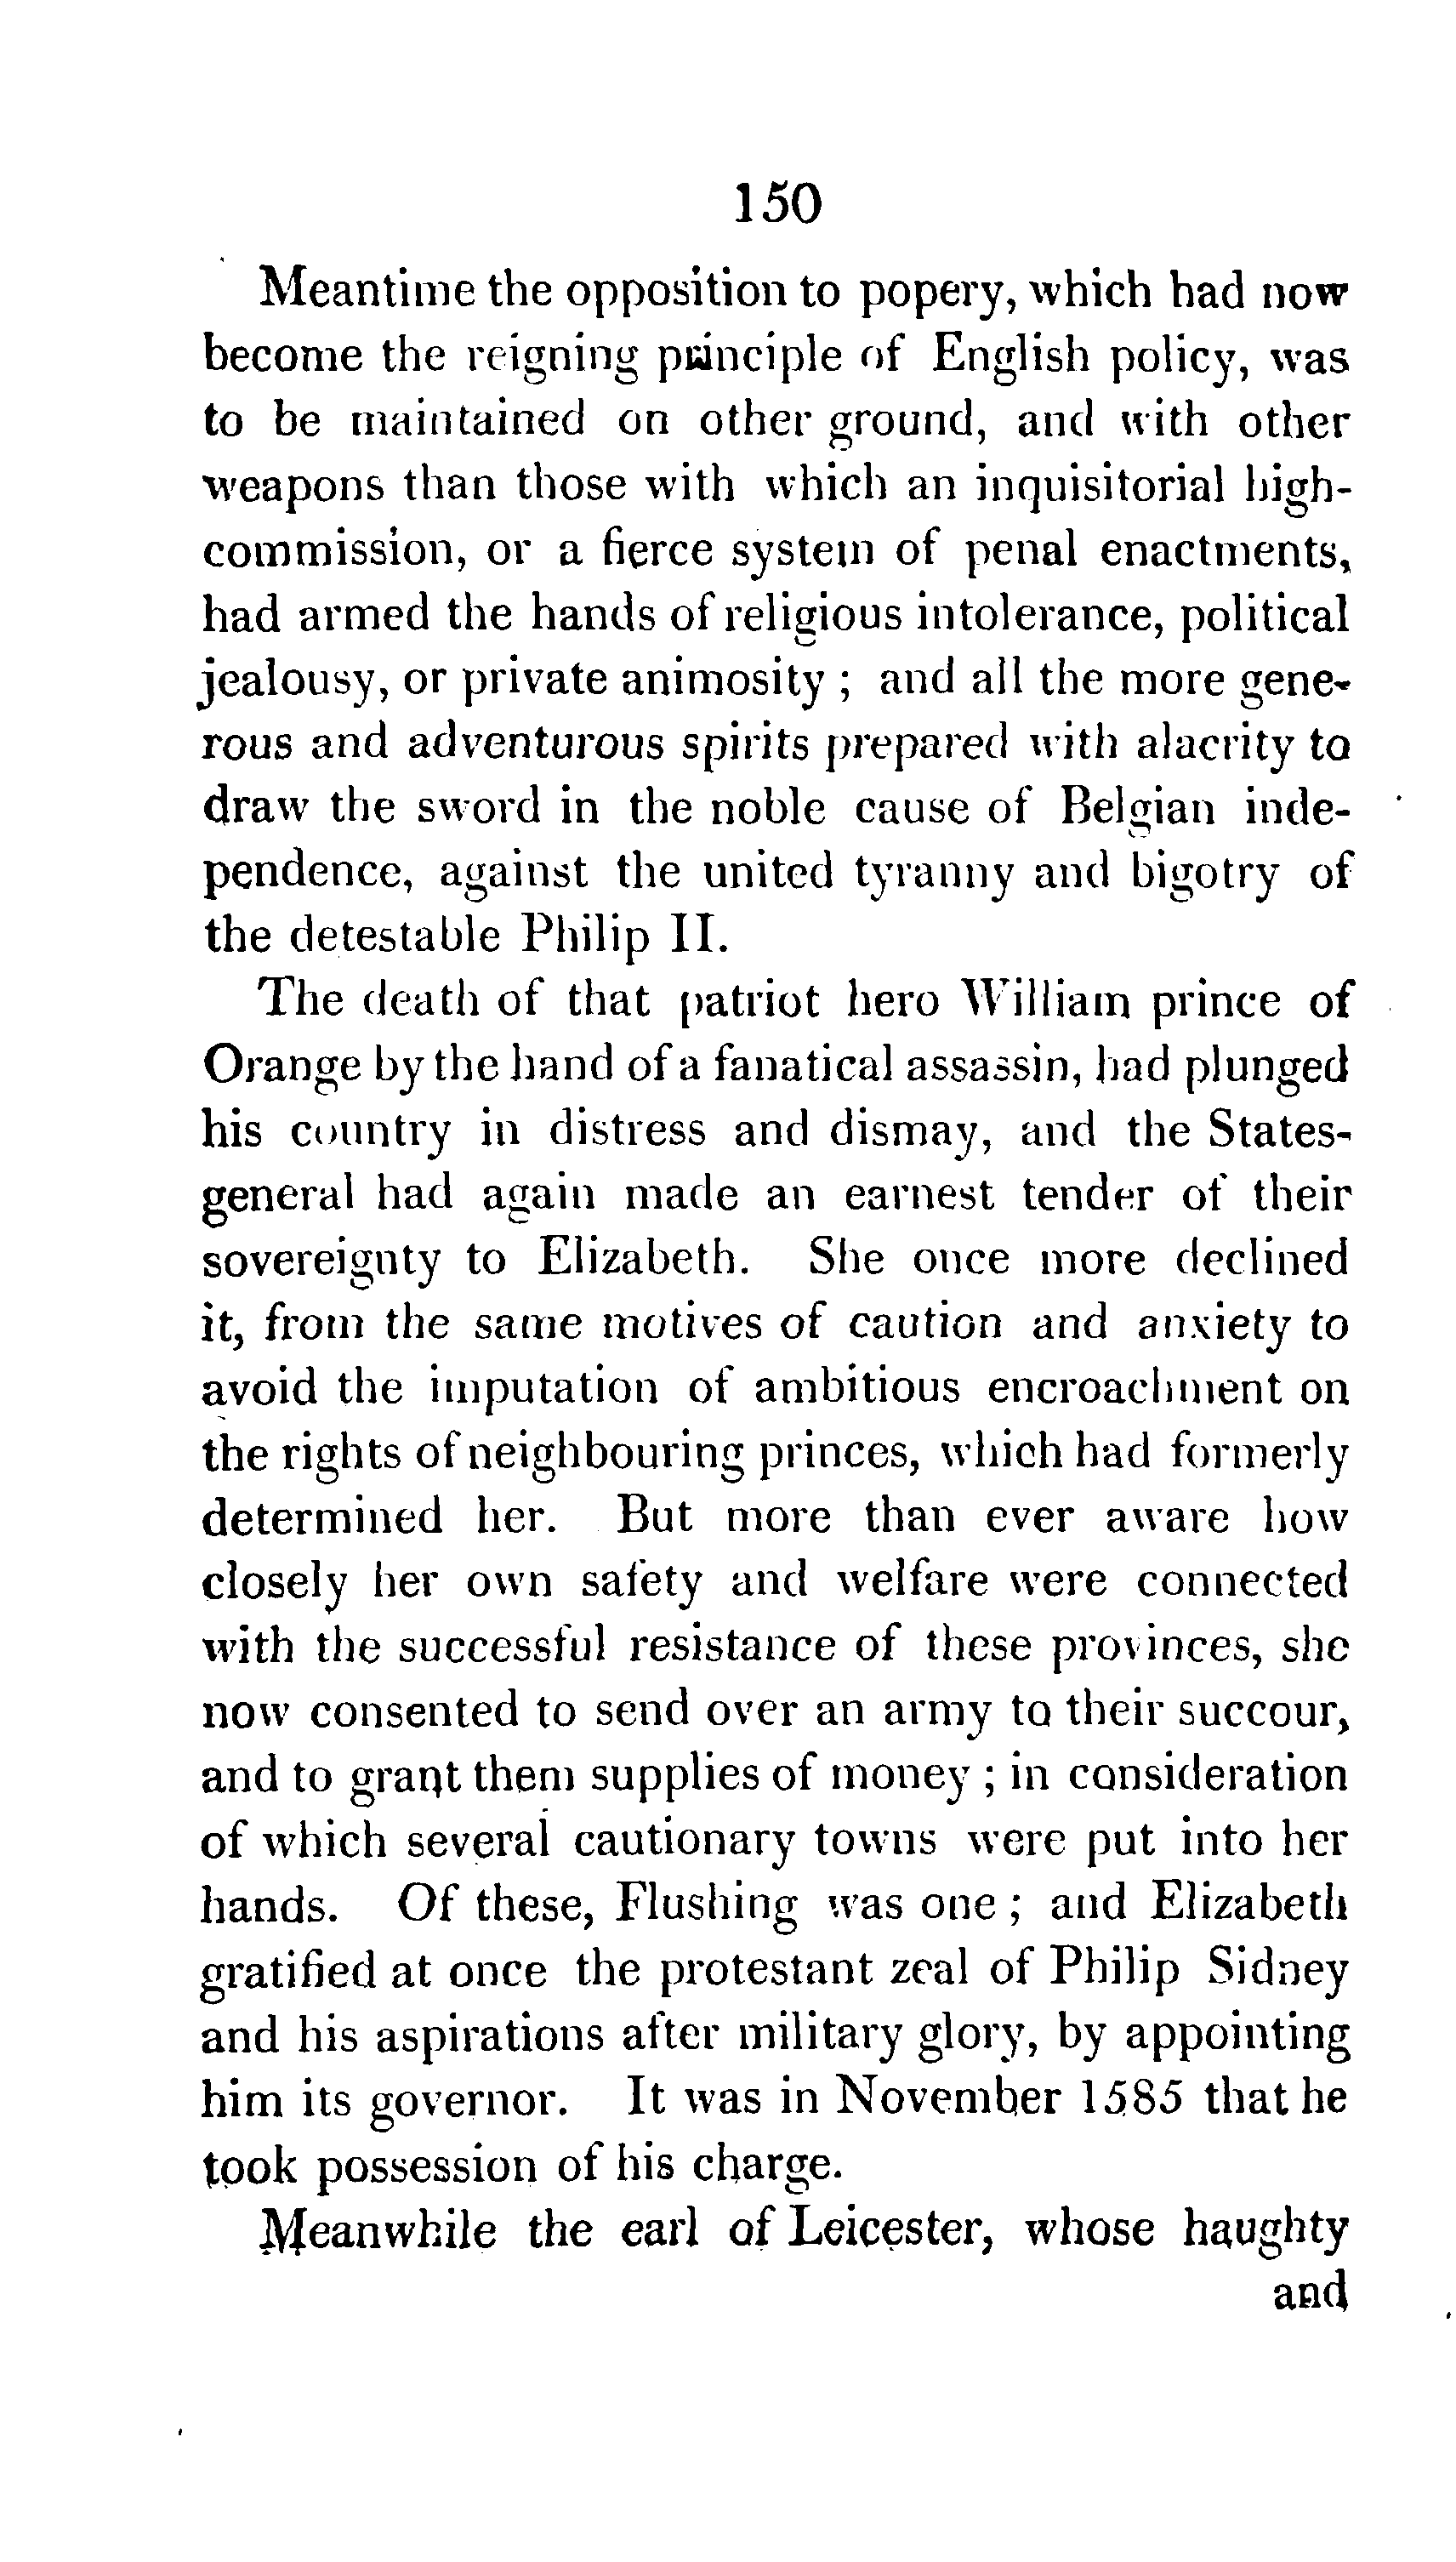 150
Meantime the opposition to popery, which had now
become the reigning principle of English policy, was
to be maintained on other ground, and with other
weapons than those with which an inquisitorial high-
commission, or a fierce system of penal enactments,
had armed the hands of religious intolerance, political
jealousy, or private animosity ; and all the more gene-
rous and adventurous spirits prepared with alacrity to
draw the sword in the noble cause of Belgian inde-
pendence, against the united tyranny and bigotry of
the detestable Philip II.
The death of that patriot hero William prince of
Orange by the hand of a fanatical assassin, had plunged
his country in distress and dismay, and the States-
general had again made an earnest tender of their
sovereignty to Elizabeth. She once more declined
it, from the same motives of caution and anxiety to
avoid the imputation of ambitious encroachment on
the rights of neighbouring princes, which had formerly
determined her. But more than ever aware how
closely her own safety and welfare were connected
with the successful resistance of these provinces, she
now consented to send over an army to their succour,
and to grant them supplies of money ; in consideration
of which several cautionary towns were put into her
hands. Of these, Flushing was one ; and Elizabeth
gratified at once the protestant zeal of Philip Sidney
and his aspirations after military glory, by appointing
him its governor. It was in November 1585 that he
took possession of his charge.
Meanwhile the earl of Leicester, whose haughty
and